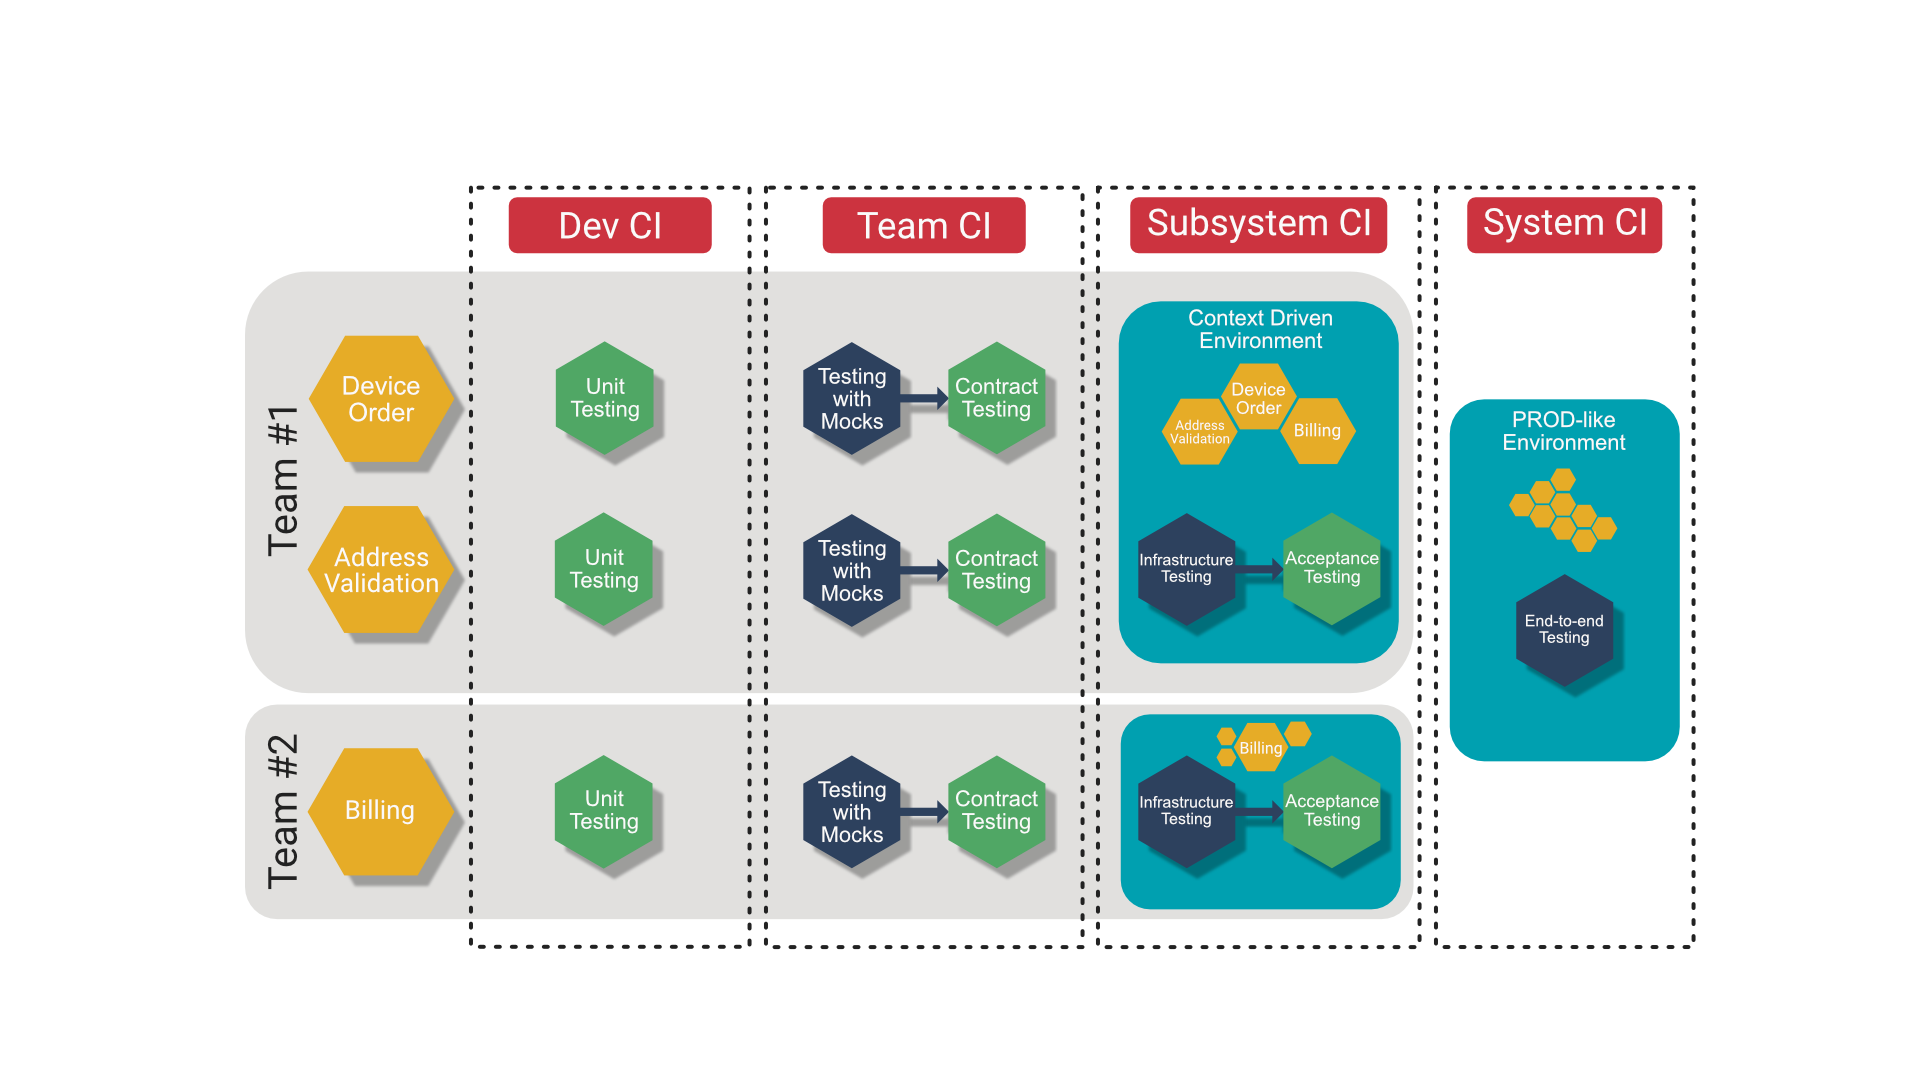 Dev CI
Team CI
Subsystem CI
System CI
Team #1
Device
Order
Unit
Testing
Testing
with
Mocks
Contract
Testing
Context Driven
Environment
Device
Order
Address
Validation
Billing
Address
Validation
Unit
Testing
Testing
with
Mocks
Contract
Testing
Infrastructure
Testing
Acceptance
Testing
PROD-like
Environment
End-to-end
Testing
Team #2
Billing
Unit
Testing
Testing
with
Mocks
Contract
Testing
Billing
Infrastructure
Testing
Acceptance
Testing